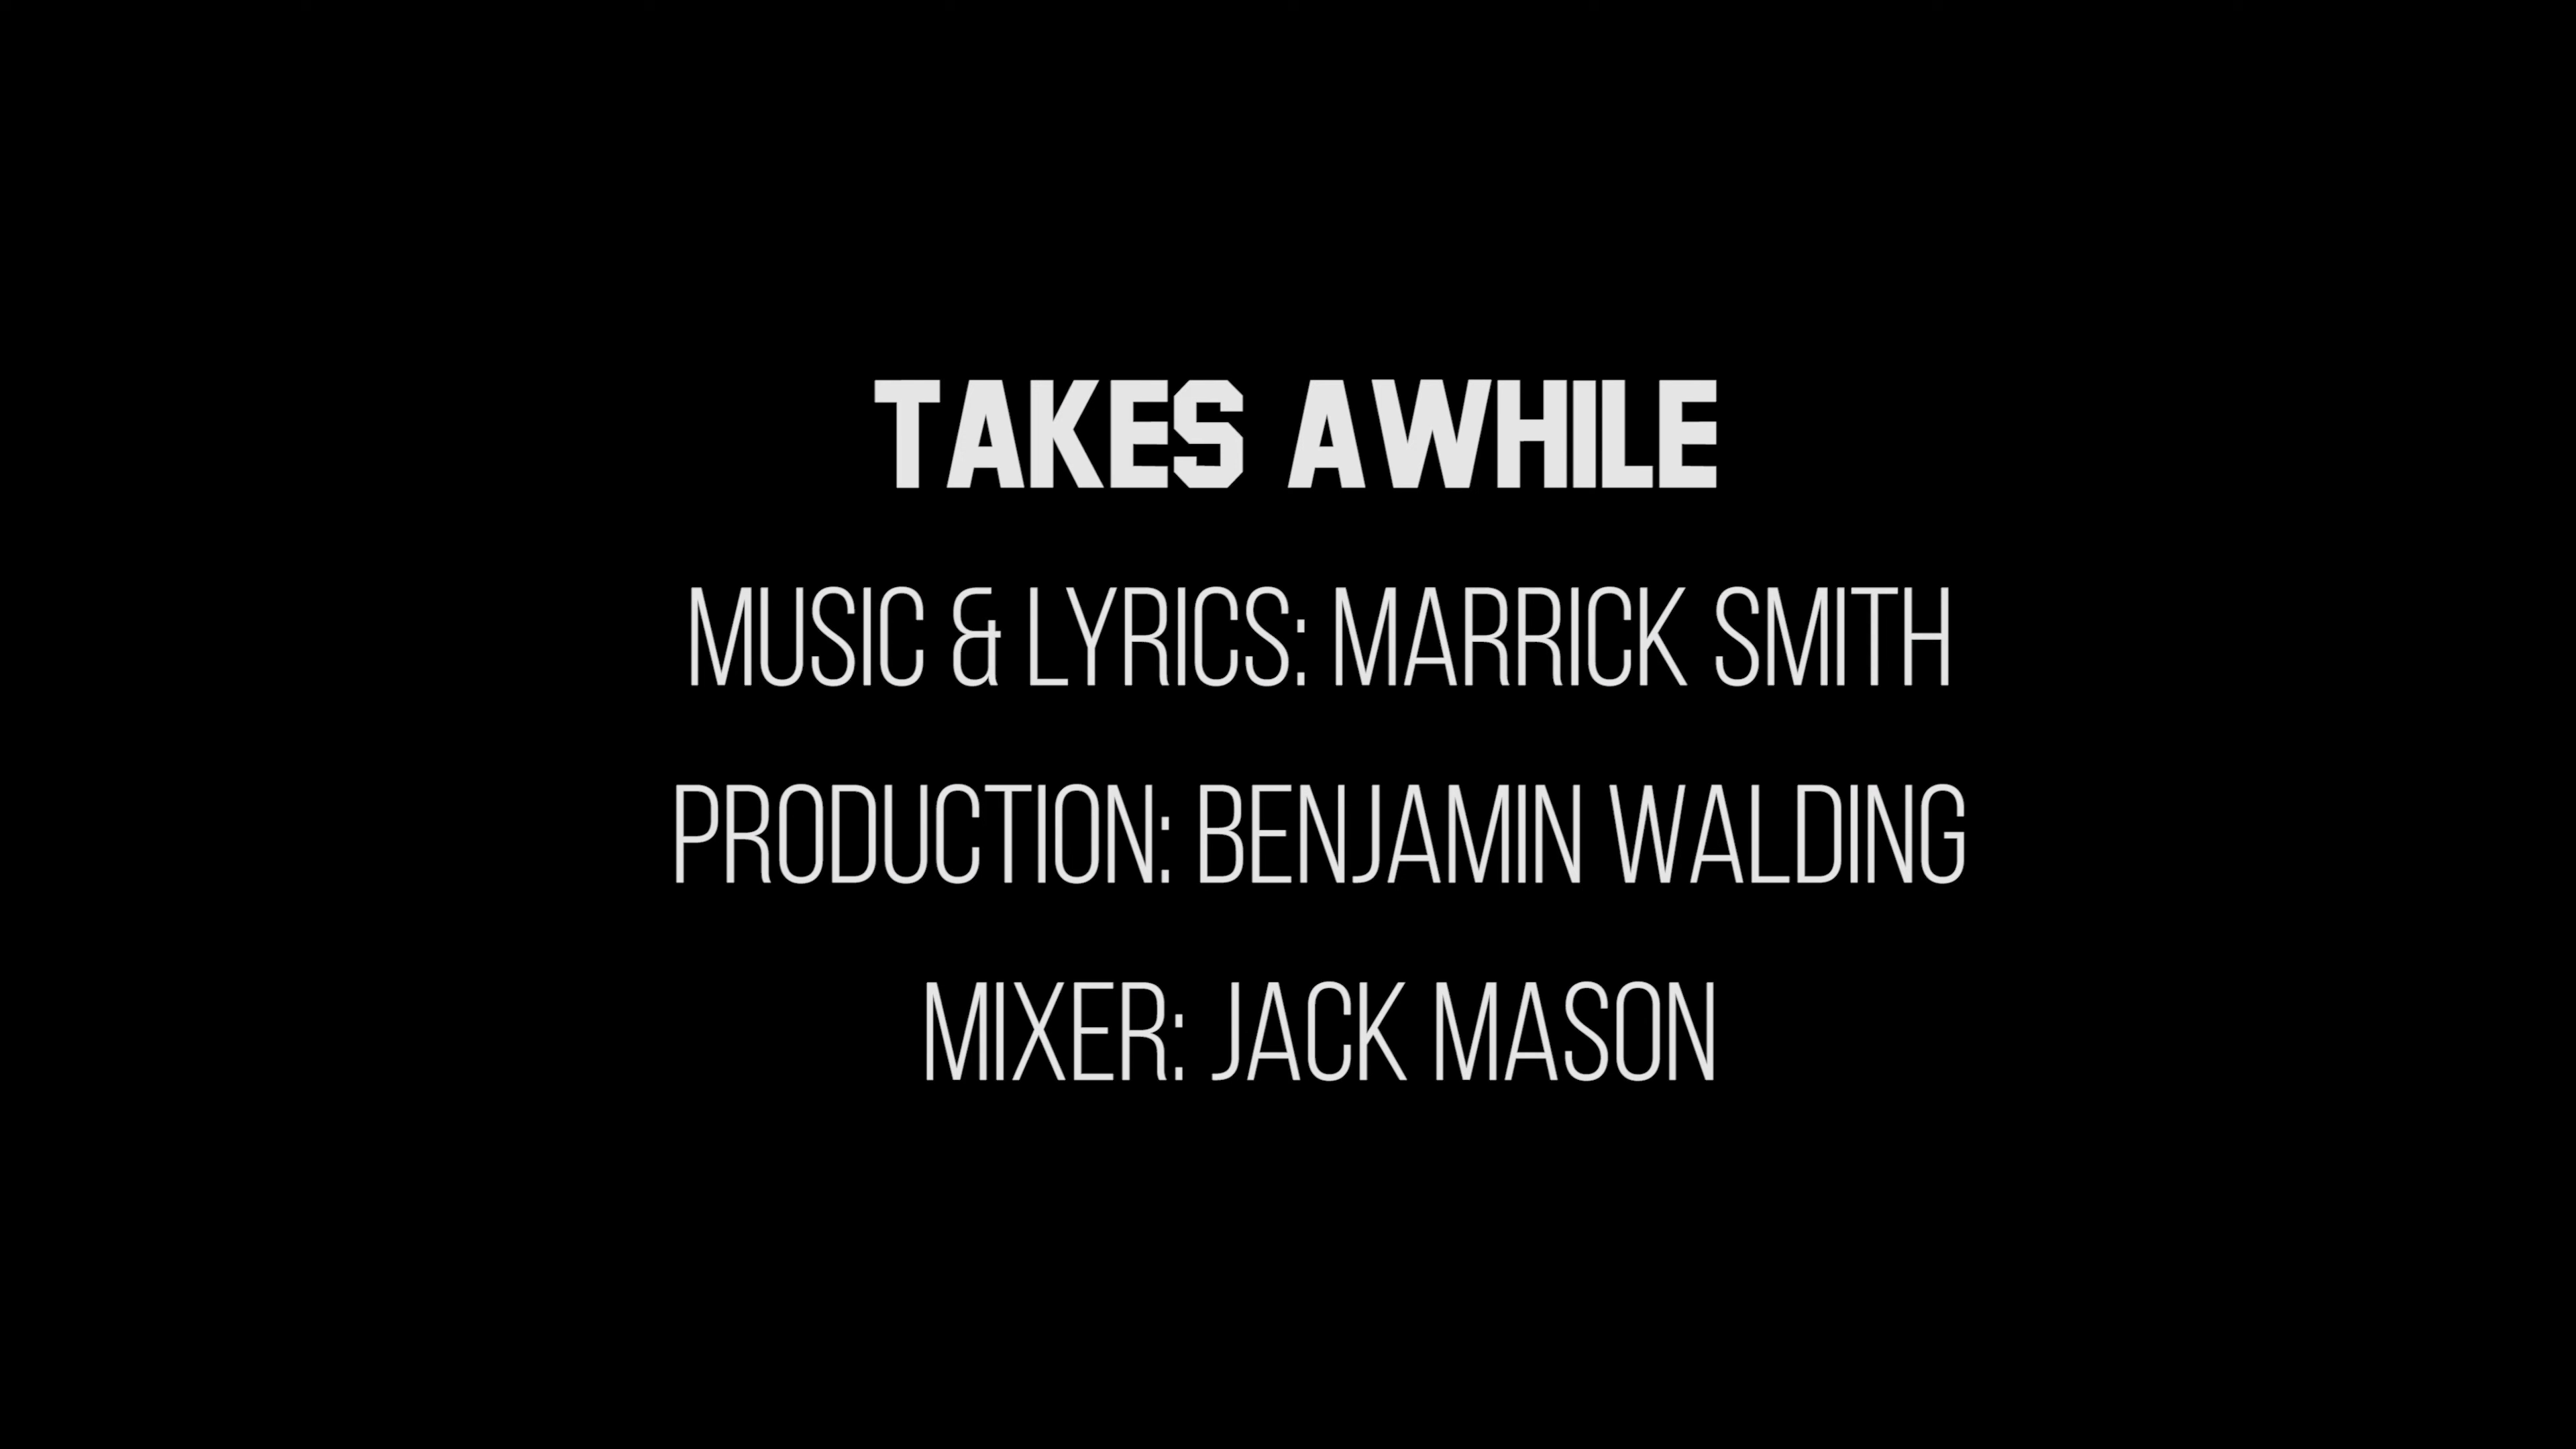 TAKES AWHILE
MUSIC & LYRICS: MARRICK SMITH
PRODUCTION: BENJAMIN WALDING
MIXER: JACK MASON